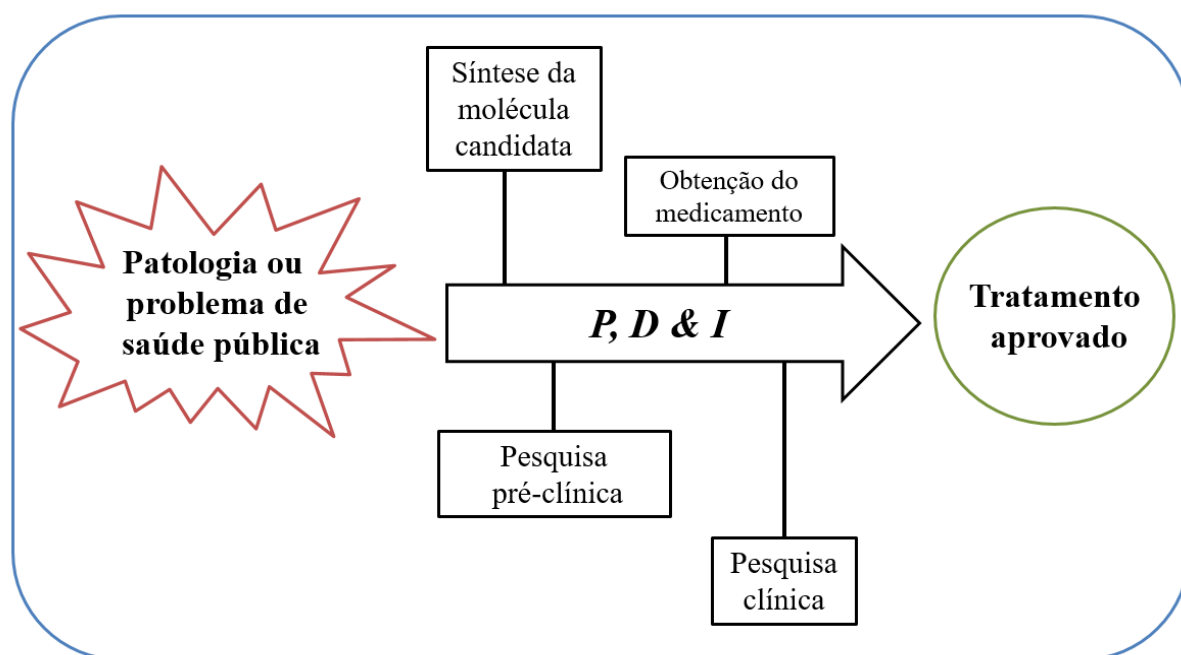 Síntese da
molécula
candidata
Obtenção do
medicamento
Patologia ou
problema de
saúde pública
P, D & I
Tratamento
aprovado
Pesquisa
pré-clínica
Pesquisa
clínica